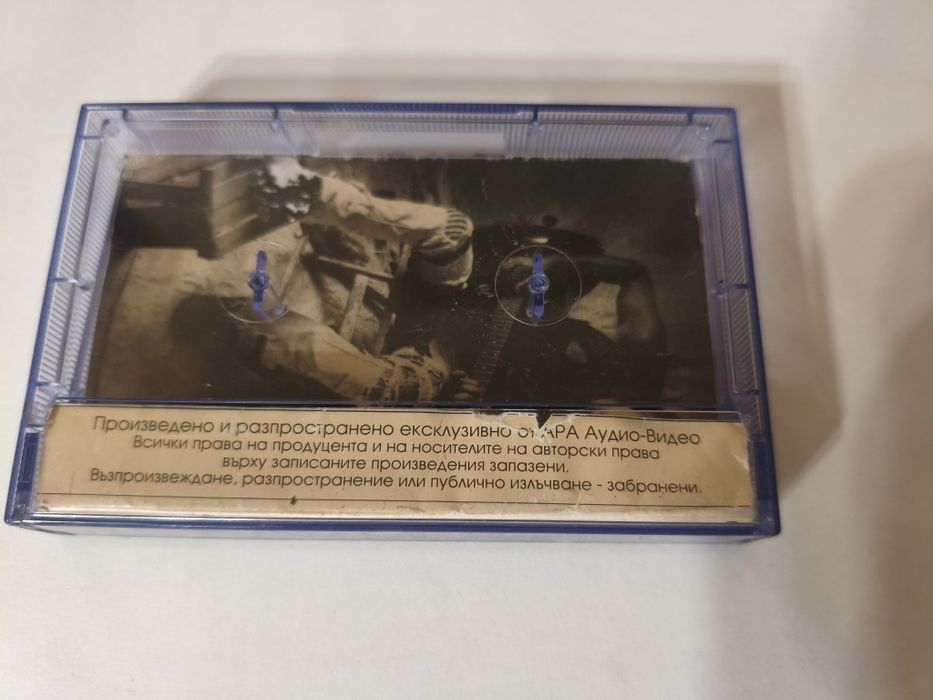 Произведено и разпространено ексклузивно от АРА Аудио-Видео
Всички права на продуцента и на носителите на авторски права
върху записаните произведения запазени.
Възпроизвеждане, разпространение или публично излъчване - забранени.